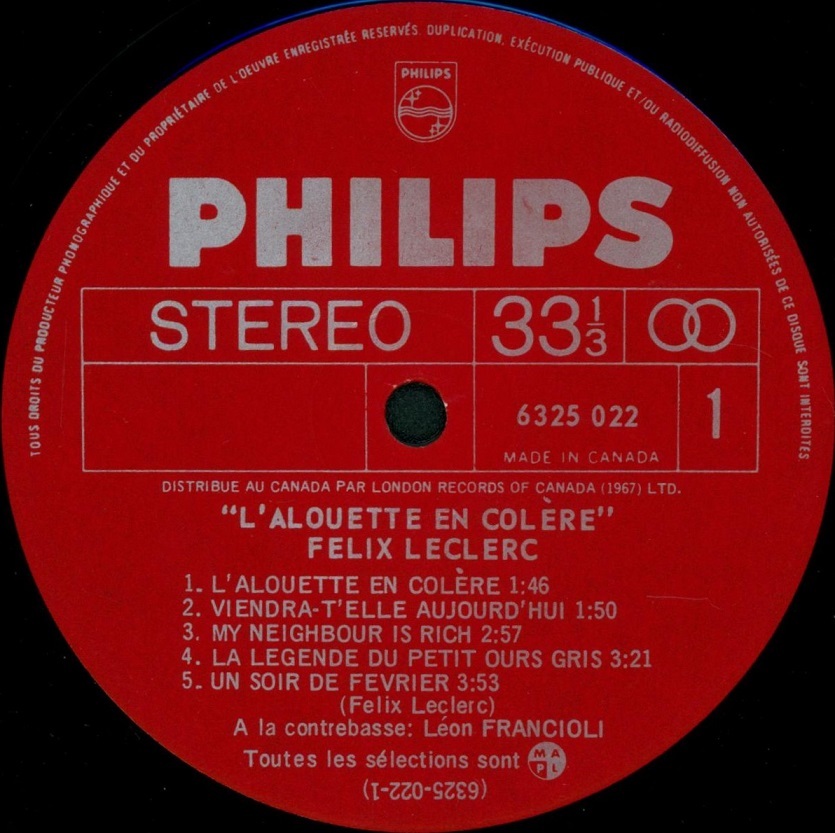 TOUS DROITS DU PRODUCTEUR PHONOGRAPHIQUE ET DU PROPRIÉTAIRE DE L'OEUVRE ENREGISTRÉE RESERVÉS. DUPLICATION, EXÉCUTION PUBLIQUE ET/OU RADIODIFFUSION NON AUTORISÉES DE CE DISQUE SONT INTERDITES
PHILIPS
PHILIPS
STEREO 33 1/3
6325 022 1
MADE IN CANADA
DISTRIBUE AU CANADA PAR LONDON RECORDS OF CANADA (1967) LTD.
"L'ALOUETTE EN COLÈRE"
FELIX LECLERC
1. L'ALOUETTE EN COLÈRE 1:46
2. VIENDRA-T'ELLE AUJOURD'HUI 1:50
3. MY NEIGHBOUR IS RICH 2:57
4. LA LEGENDE DU PETIT OURS GRIS 3:21
5. UN SOIR DE FEVRIER 3:53
(Felix Leclerc)
A la contrebasse: Léon FRANCIOLI
Toutes les sélections sont MAPL
(6325-022-1)